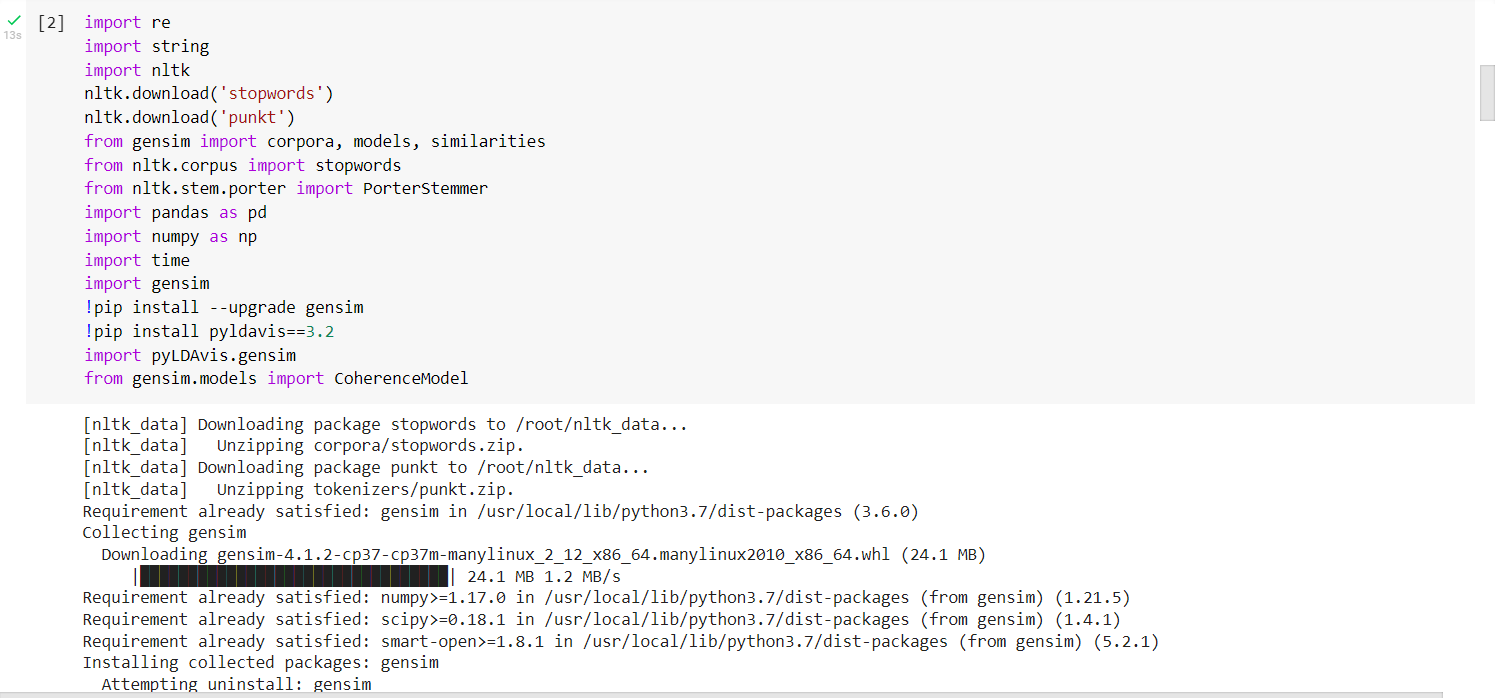 [2] import re
13s
import string
import nltk
nltk.download('stopwords')
nltk.download('punkt')
from gensim import corpora, models, similarities
from nltk.corpus import stopwords
from nltk.stem.porter import PorterStemmer
import pandas as pd
import numpy as np
import time
import gensim
!pip install --upgrade gensim
!pip install pyldavis==3.2
import pyLDAvis.gensim
from gensim.models import CoherenceModel
[nltk_data] Downloading package stopwords to /root/nltk_data...
[nltk_data]   Unzipping corpora/stopwords.zip.
[nltk_data] Downloading package punkt to /root/nltk_data...
[nltk_data]   Unzipping tokenizers/punkt.zip.
Requirement already satisfied: gensim in /usr/local/lib/python3.7/dist-packages (3.6.0)
Collecting gensim
  Downloading gensim-4.1.2-cp37-cp37m-manylinux_2_12_x86_64.manylinux2010_x86_64.whl (24.1 MB)
     |████████████████████████████████| 24.1 MB 1.2 MB/s
Requirement already satisfied: numpy>=1.17.0 in /usr/local/lib/python3.7/dist-packages (from gensim) (1.21.5)
Requirement already satisfied: scipy>=0.18.1 in /usr/local/lib/python3.7/dist-packages (from gensim) (1.4.1)
Requirement already satisfied: smart-open>=1.8.1 in /usr/local/lib/python3.7/dist-packages (from gensim) (5.2.1)
Installing collected packages: gensim
  Attempting uninstall: gensim